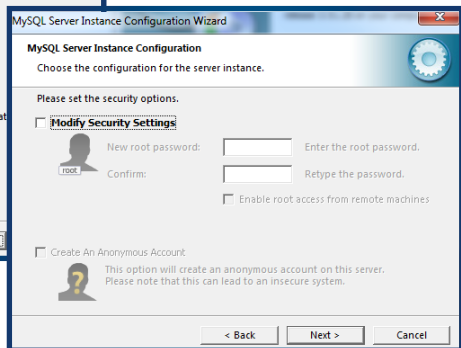 MySQL Server Instance Configuration Wizard
MySQL Server Instance Configuration
Choose the configuration for the server instance.
Please set the security options.
Modify Security Settings
New root password:
Enter the root password.
root
Confirm:
Retype the password.
Enable root access from remote machines
Create An Anonymous Account
This option will create an anonymous account on this server.
Please note that this can lead to an insecure system.
< Back
Next >
Cancel